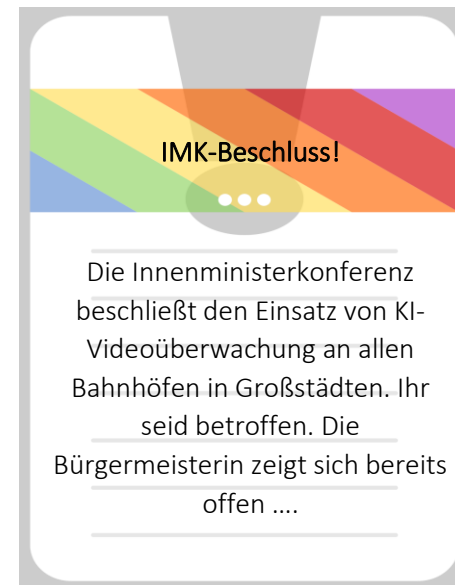 IMK-Beschluss!
Die Innenministerkonferenz
beschließt den Einsatz von KI-
Videoüberwachung an allen
Bahnhöfen in Großstädten. Ihr
seid betroffen. Die
Bürgermeisterin zeigt sich bereits
offen ....